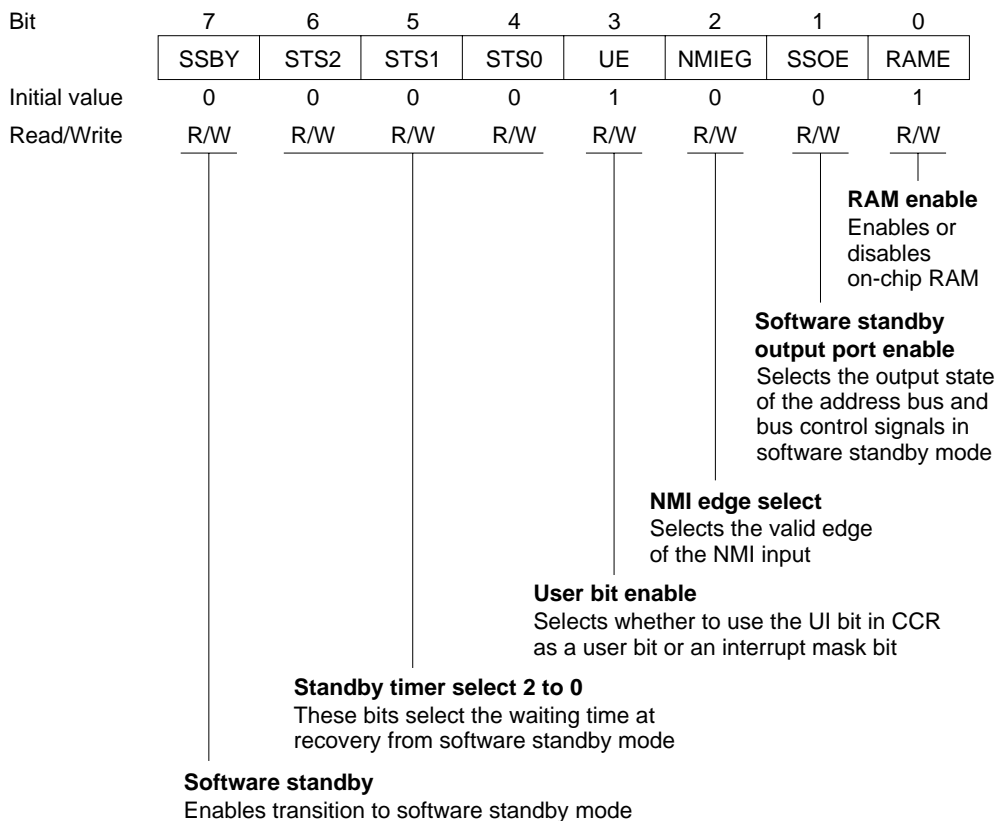 Bit 7 6 5 4 3 2 1 0
SSBY STS2 STS1 STS0 UE NMIEG SSOE RAME
Initial value 0 0 0 0 1 0 0 1
Read/Write R/W R/W R/W R/W R/W R/W R/W R/W
RAM enable
Enables or
disables
on-chip RAM
Software standby
output port enable
Selects the output state
of the address bus and
bus control signals in
software standby mode
NMI edge select
Selects the valid edge
of the NMI input
User bit enable
Selects whether to use the UI bit in CCR
as a user bit or an interrupt mask bit
Standby timer select 2 to 0
These bits select the waiting time at
recovery from software standby mode
Software standby
Enables transition to software standby mode